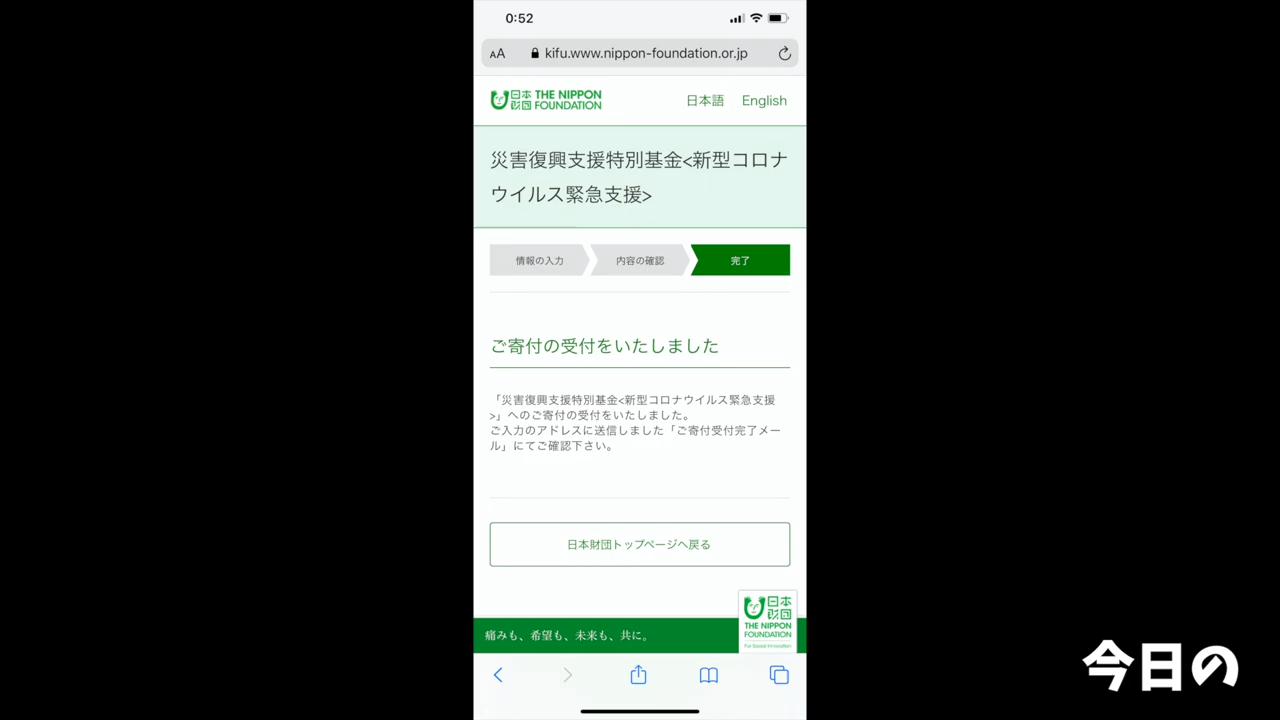 0:52
AA kifu.www.nippon-foundation.or.jp
日本財団 THE NIPPON FOUNDATION
日本語 English
災害復興支援特別基金<新型コロナ
ウイルス緊急支援>
情報の入力 内容の確認 完了
ご寄付の受付をいたしました
「災害復興支援特別基金<新型コロナウイルス緊急支援
>」へのご寄付の受付をいたしました。
ご入力のアドレスに送信しました「ご寄付受付完了メー
ル」にてご確認下さい。
日本財団トップページへ戻る
痛みも、希望も、未来も、共に。
日本
財団
THE NIPPON
FOUNDATION
For Social Innovation
今日の